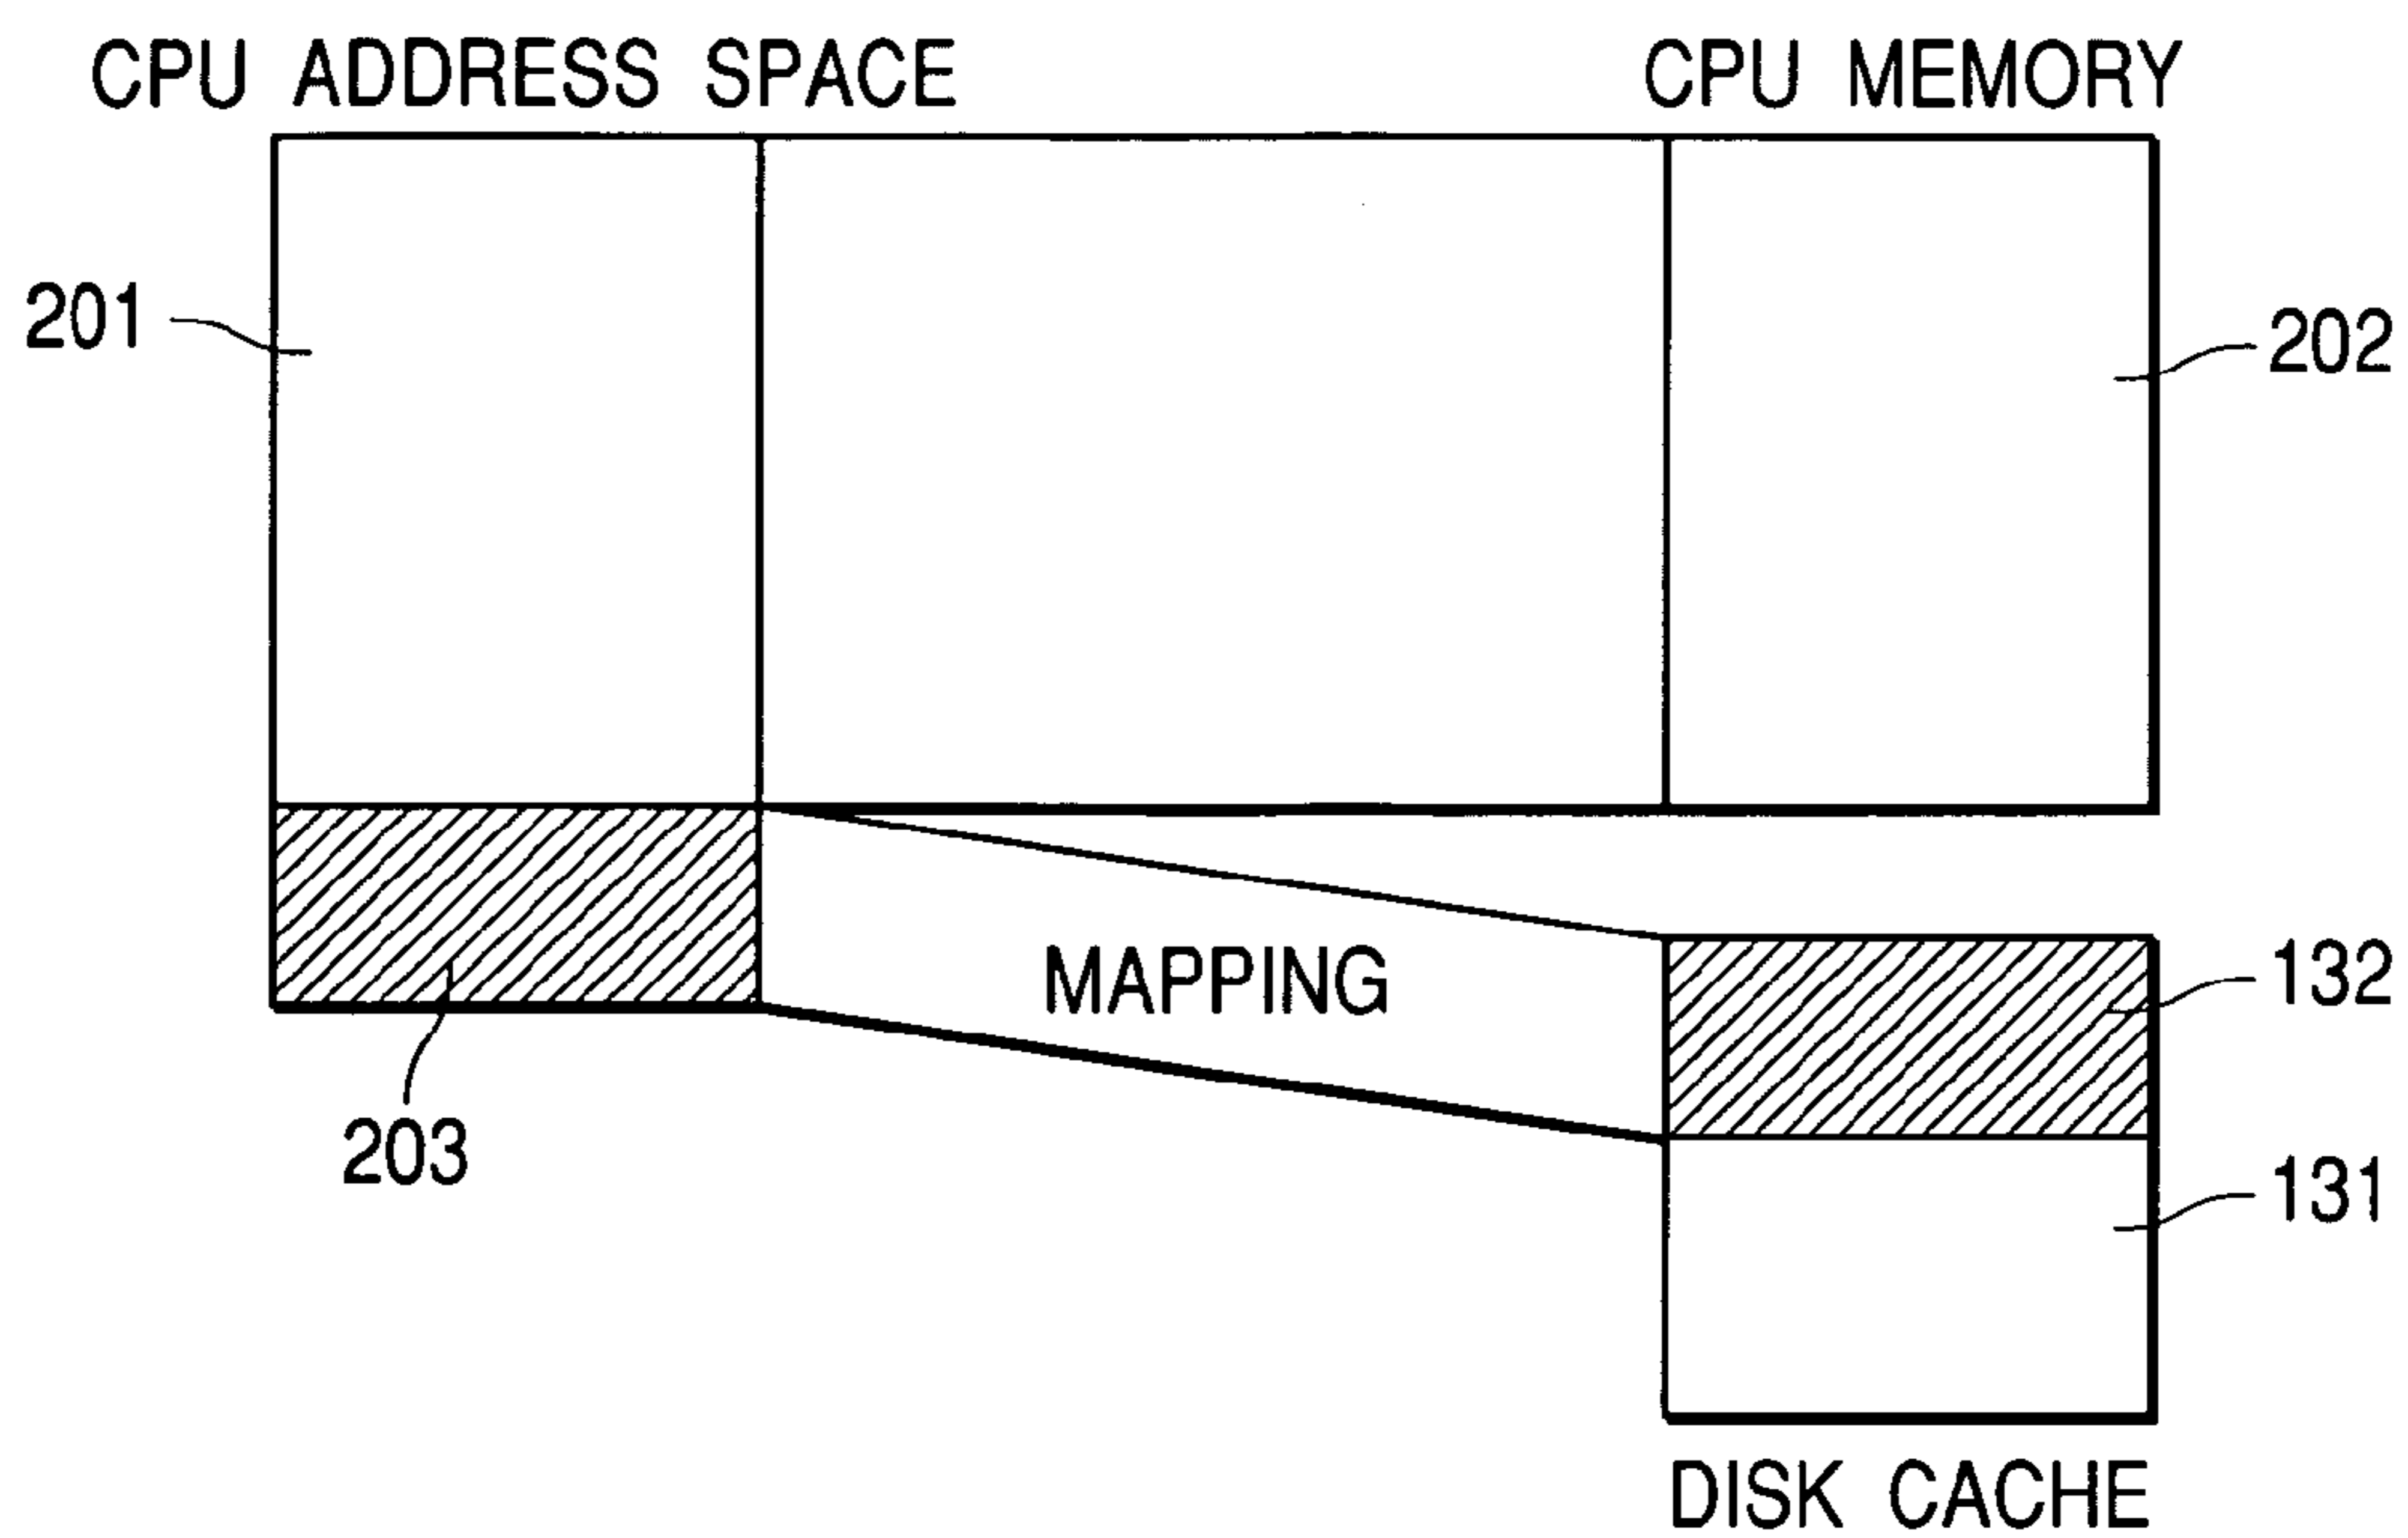 CPU ADDRESS SPACE
CPU MEMORY
201
202
MAPPING
132
203
131
DISK CACHE